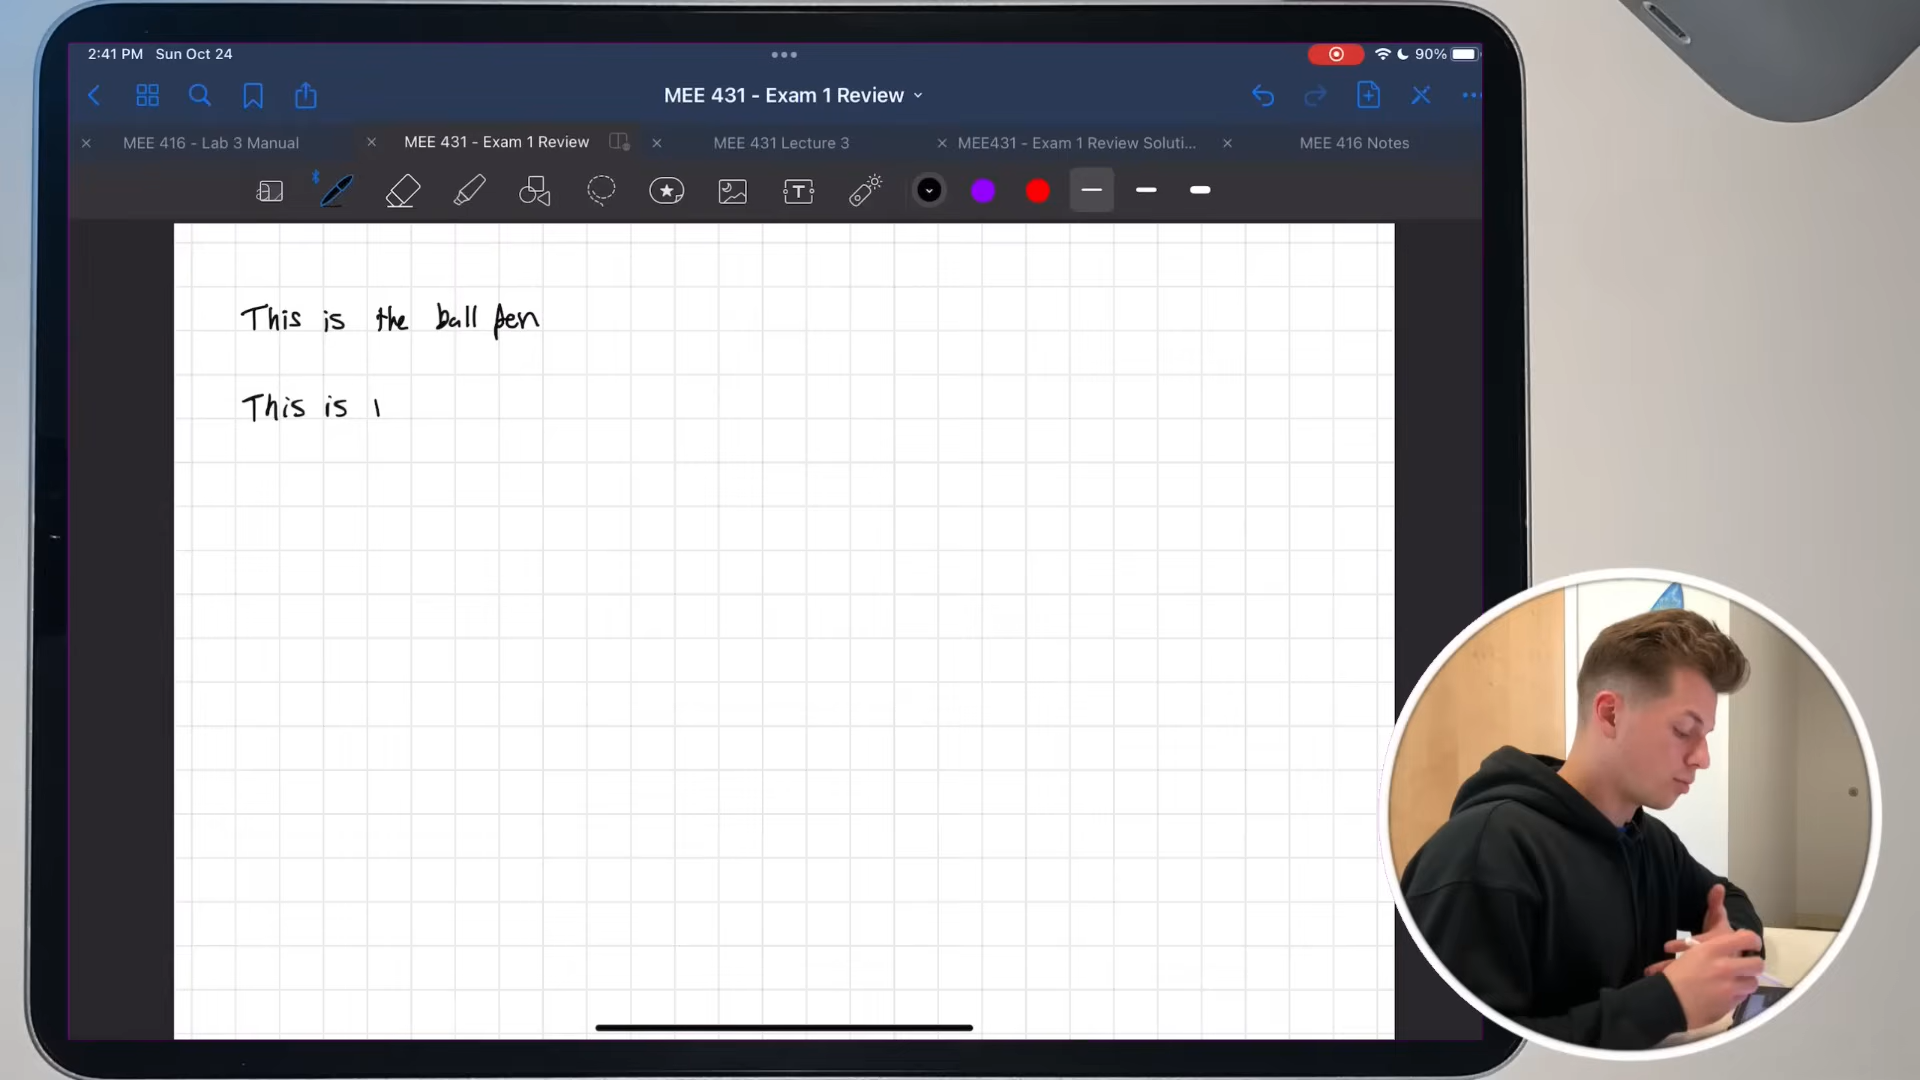 2:41 PM Sun Oct 24
90%
MEE 431 - Exam 1 Review
MEE 416 - Lab 3 Manual
MEE 431 - Exam 1 Review
MEE 431 Lecture 3
MEE431 - Exam 1 Review Soluti...
MEE 416 Notes
T
This is the ball pen
This is